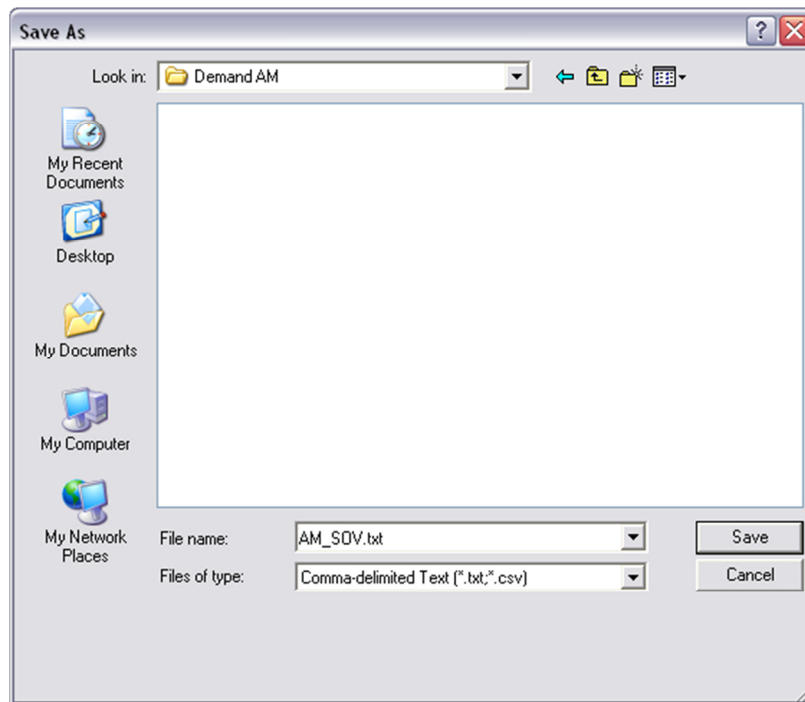 Save As
Look in:
Demand AM
My Recent
Documents
Desktop
My Documents
My Computer
My Network
Places
File name:
AM_SOV.txt
Save
Files of type:
Comma-delimited Text (*.txt;*.csv)
Cancel